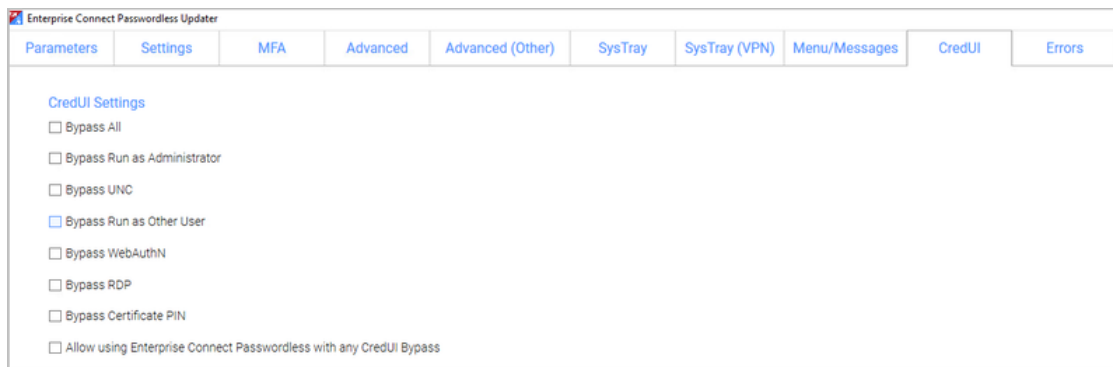 Enterprise Connect Passwordless Updater
Parameters Settings MFA Advanced Advanced (Other) SysTray SysTray (VPN) Menu/Messages CredUI Errors
CredUI Settings
Bypass All
Bypass Run as Administrator
Bypass UNC
Bypass Run as Other User
Bypass WebAuthN
Bypass RDP
Bypass Certificate PIN
Allow using Enterprise Connect Passwordless with any CredUI Bypass